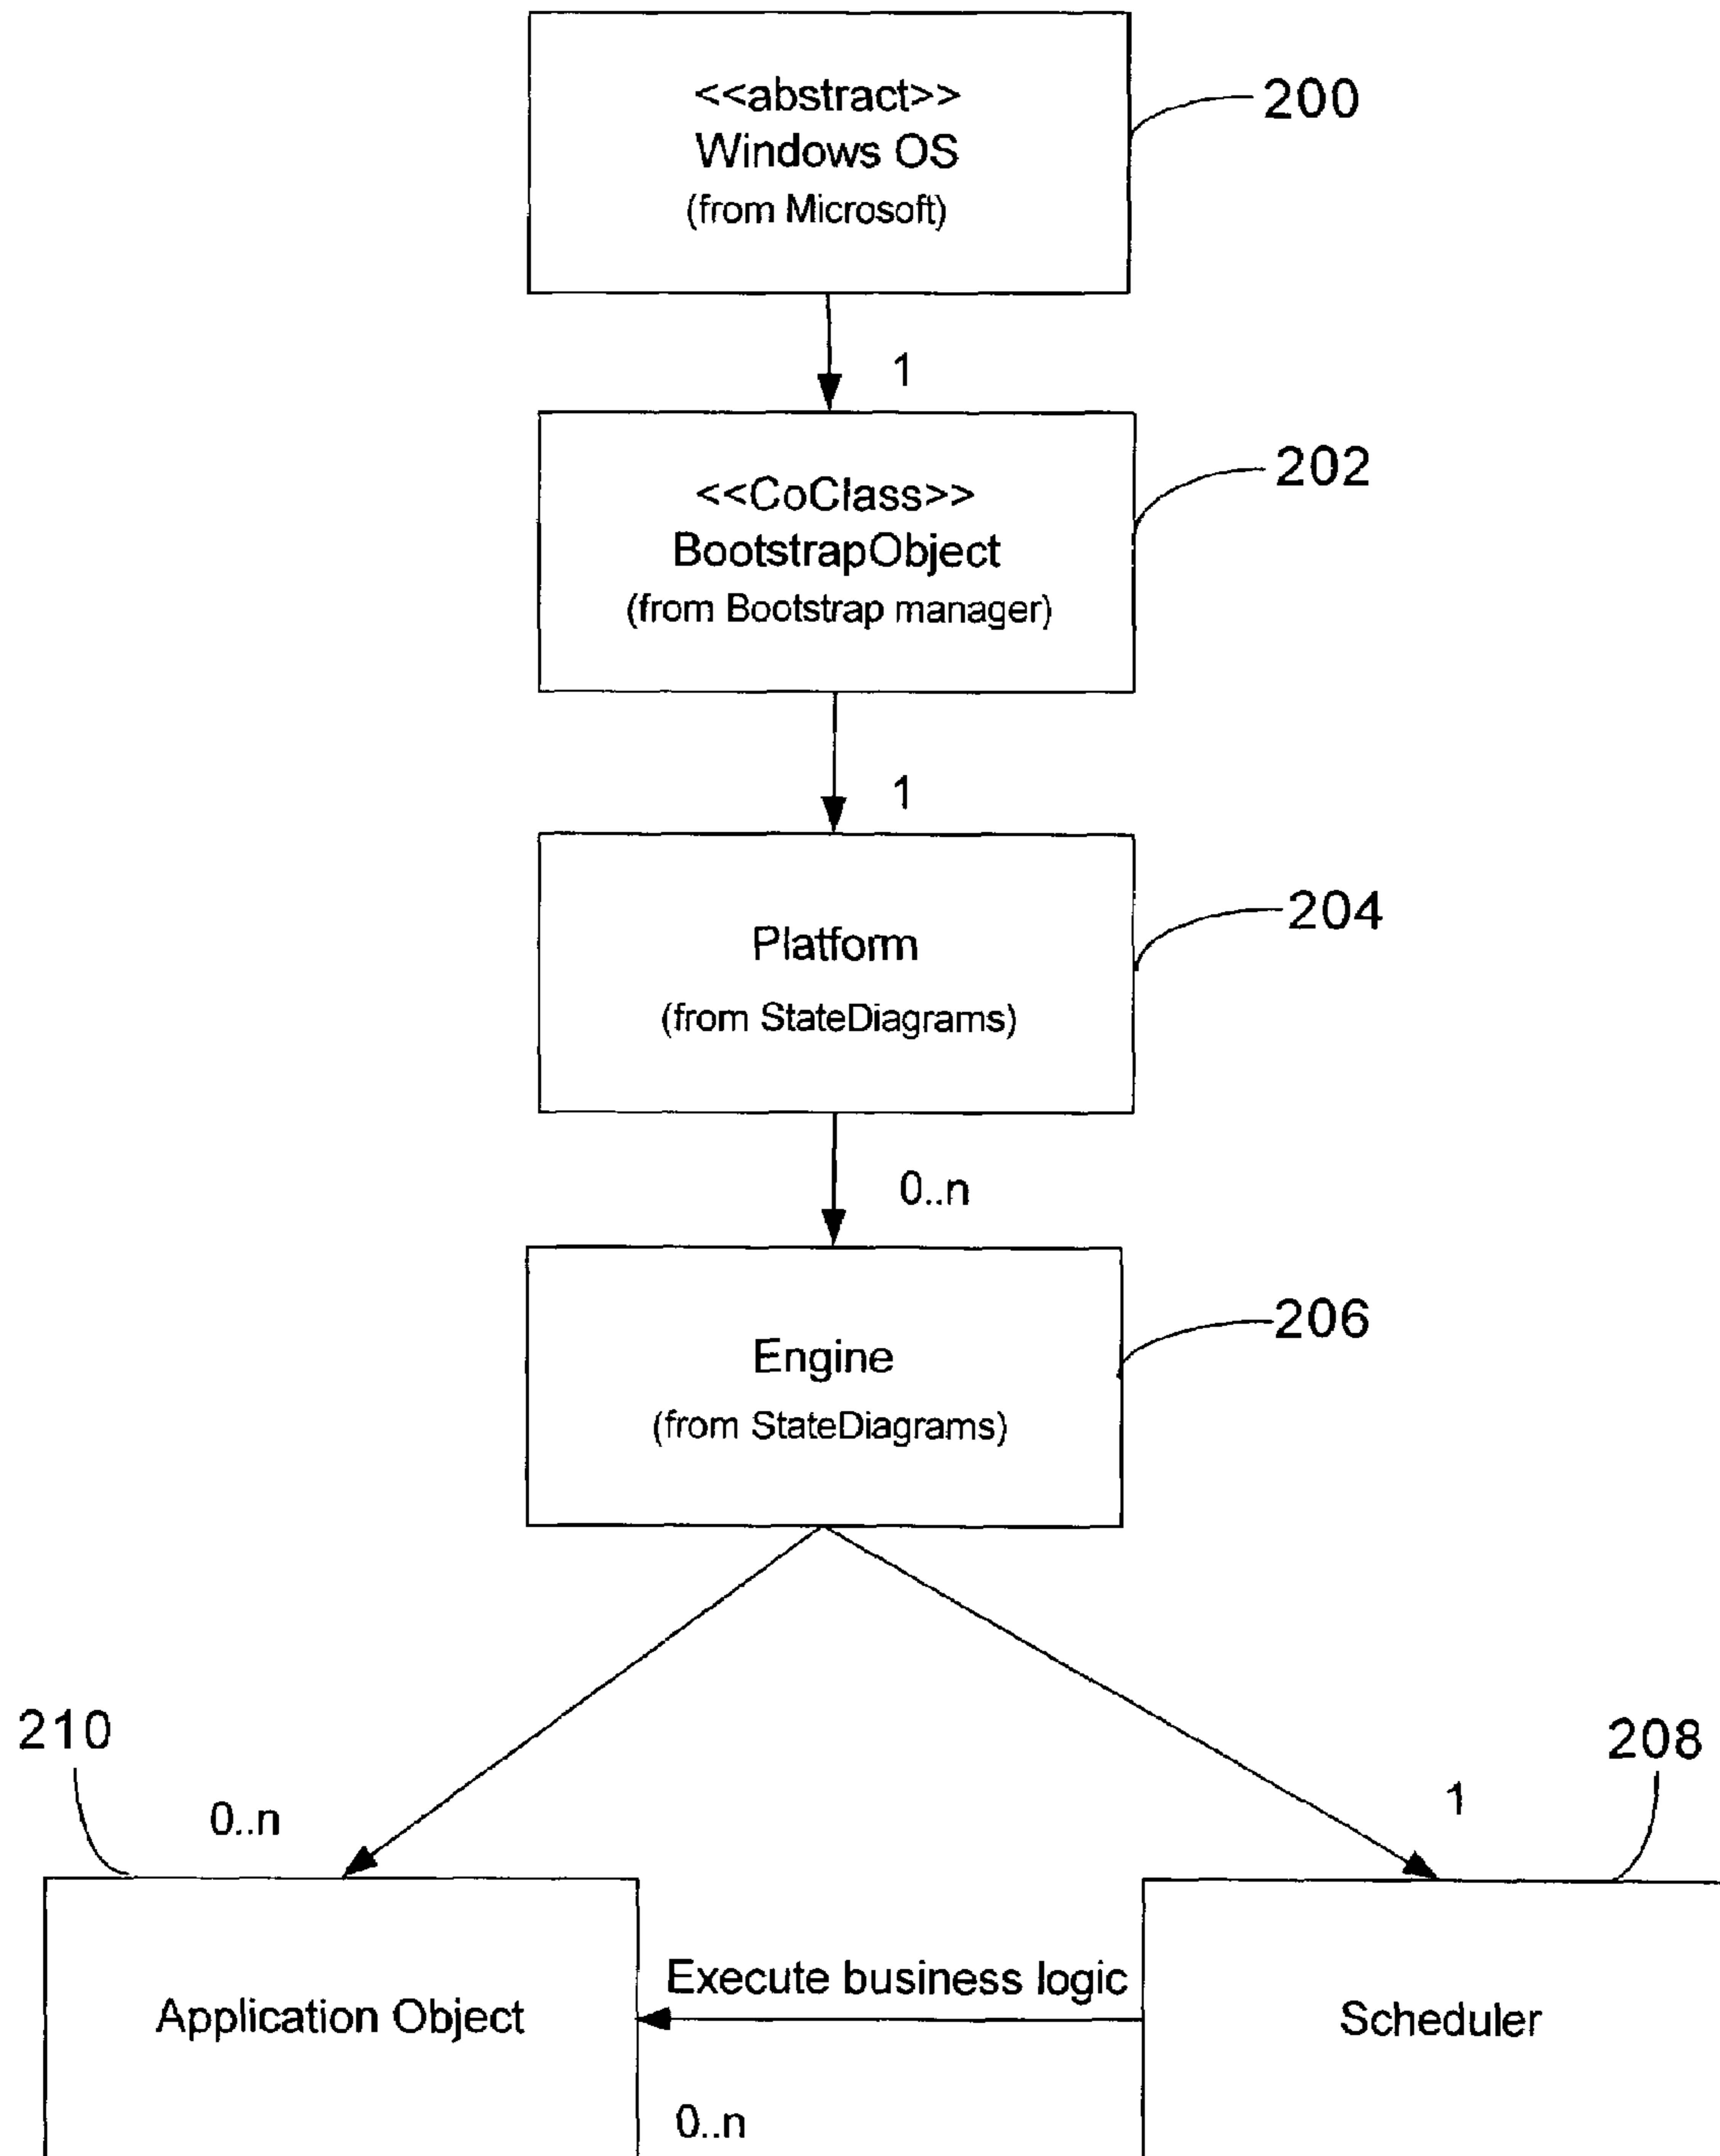 <<abstract>>
Windows OS
(from Microsoft)
200
1
<<CoClass>>
BootstrapObject
(from Bootstrap manager)
202
1
Platform
(from StateDiagrams)
204
0..n
Engine
(from StateDiagrams)
206
210
208
0..n
1
Application Object
Execute business logic
Scheduler
0..n